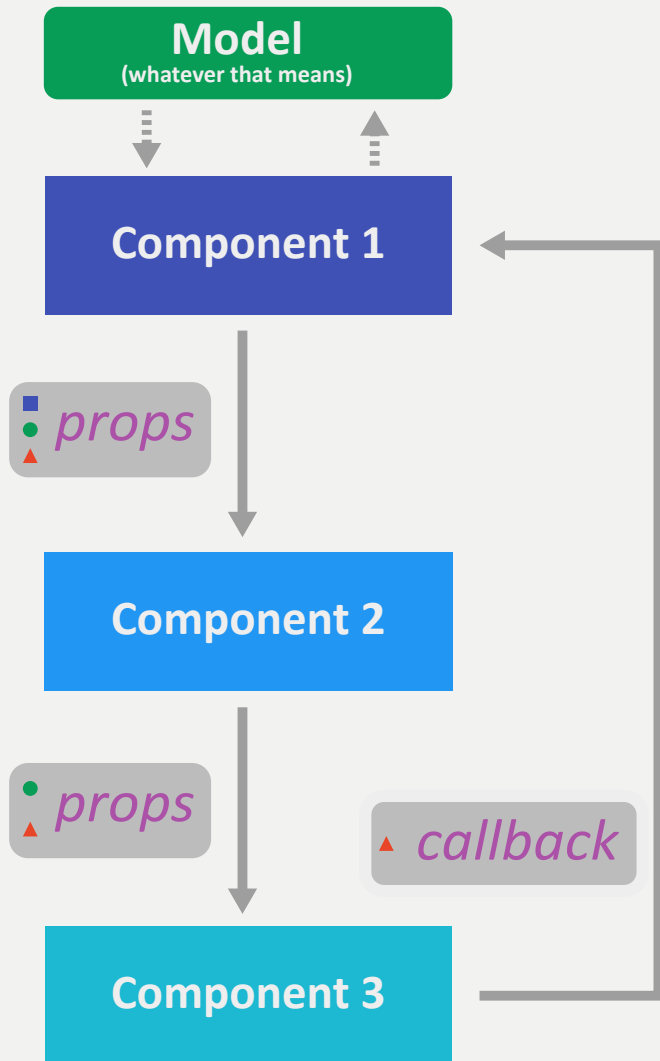 Model
(whatever that means)
Component 1
props
Component 2
props
callback
Component 3